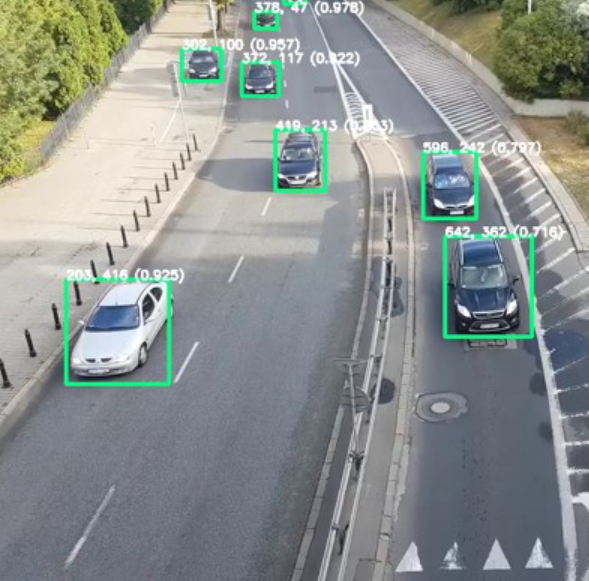 378, 47 (0.978)
302, 100 (0.957)
372, 117 (0.922)
419, 213
596, 242 (0.797)
642, 362 (0.716)
203, 416 (0.925)